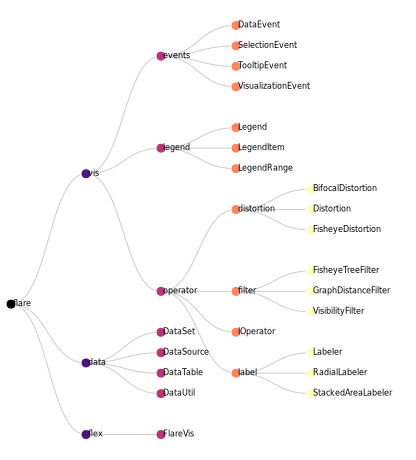 DataEvent
events
SelectionEvent
TooltipEvent
VisualizationEvent
Legend
legend
LegendItem
LegendRange
vis
BifocalDistortion
distortion
Distortion
FisheyeDistortion
FisheyeTreeFilter
operator
filter
GraphDistanceFilter
flare
VisibilityFilter
DataSet
IOperator
DataSource
Labeler
data
DataTable
label
RadialLabeler
DataUtil
StackedAreaLabeler
flex
FlareVis